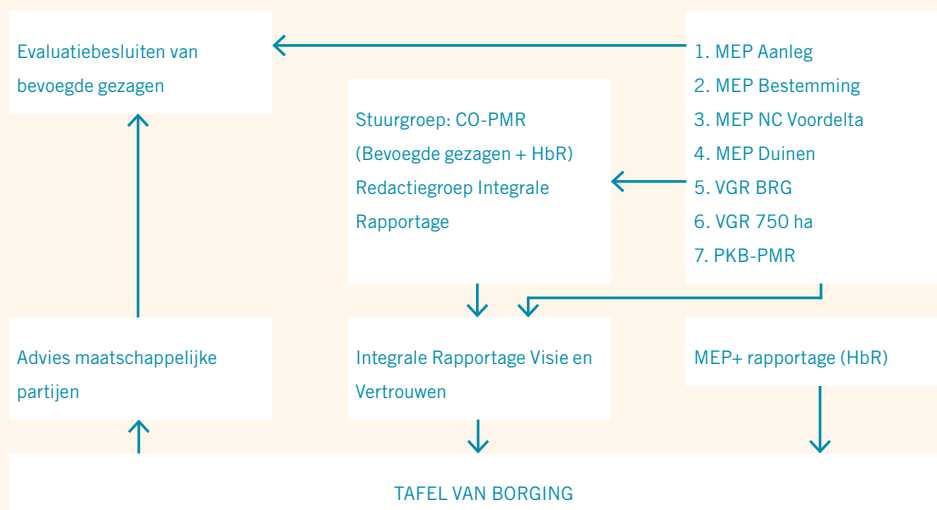 Evaluatiebesluiten van
bevoegde gezagen
Stuurgroep: CO-PMR
(Bevoegde gezagen + HbR)
Redactiegroep Integrale
Rapportage
1. MEP Aanleg
2. MEP Bestemming
3. MEP NC Voordelta
4. MEP Duinen
5. VGR BRG
6. VGR 750 ha
7. PKB-PMR
Advies maatschappelijke
partijen
Integrale Rapportage Visie en
Vertrouwen
MEP+ rapportage (HbR)
TAFEL VAN BORGING